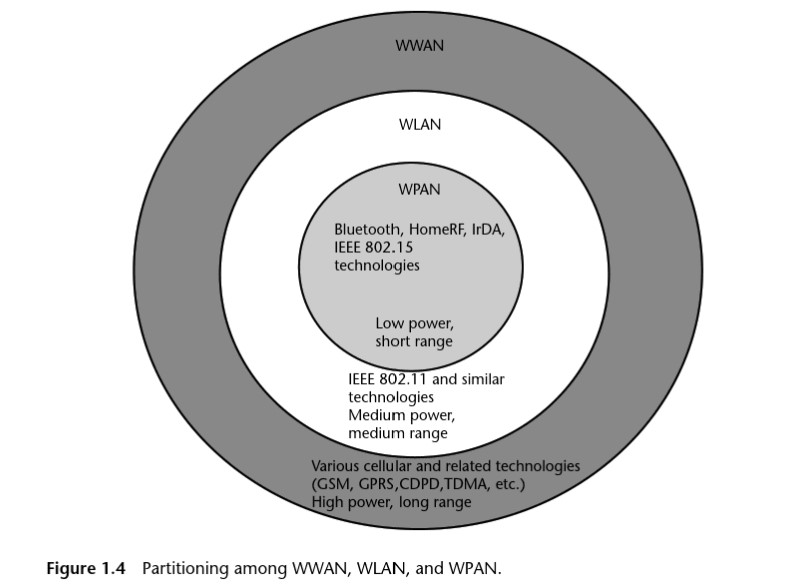 WWAN
WLAN
WPAN
Bluetooth, HomeRF, IrDA,
IEEE 802.15
technologies
Low power,
short range
IEEE 802.11 and similar
technologies
Medium power,
medium range
Various cellular and related technologies
(GSM, GPRS,CDPD,TDMA, etc.)
High power, long range
Figure 1.4 Partitioning among WWAN, WLAN, and WPAN.